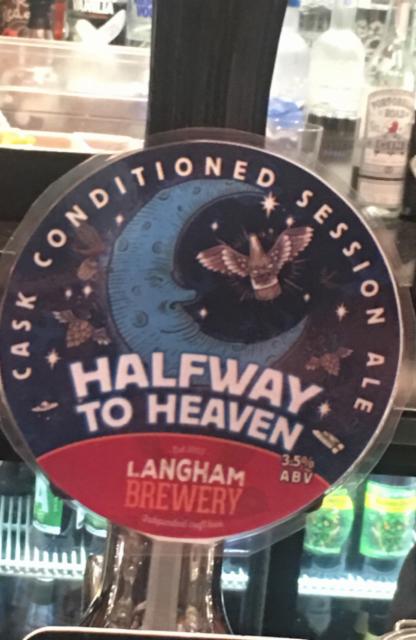 CASK CONDITIONED SESSION ALE
HALFWAY
TO HEAVEN
3.5%
ABV
LANGHAM
BREWERY